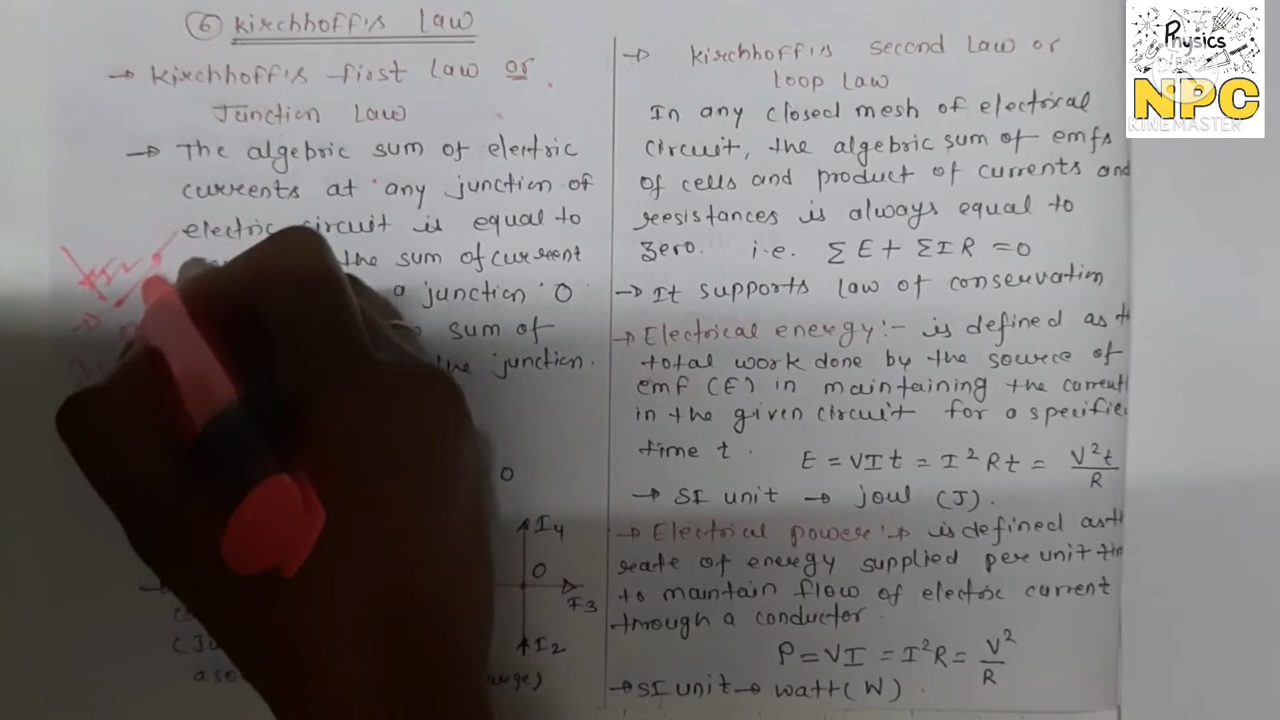 ⑥ Kirchhoff's Law
→ Kirchhoff's first Law or
Junction Law
→ The algebric sum of electric
currents at any junction of
electric circuit is equal to
the sum of current
a junction O
sum of
the junction.
O
I4
O
I3
I2
I2
→ Kirchhoff's second Law or
Loop Law
In any closed mesh of electrical
circuit, the algebric sum of emfs
of cells and product of currents and
resistances is always equal to
zero. i.e. ΣE + ΣIR = 0
→ It supports law of conservation
→ Electrical energy:- is defined as
total work done by the source of
emf (E) in maintaining the current
in the given circuit for a specifie
time t. E = VIt = I²Rt = V²t/R
→ SI unit → joul (J).
→ Electrical power:→ is defined as
rate of energy supplied per unit
to maintain flow of electric current
through a conductor.
P = VI = I²R = V²/R
→ SI unit → watt (W).
Physics
NPC
KINEMASTER